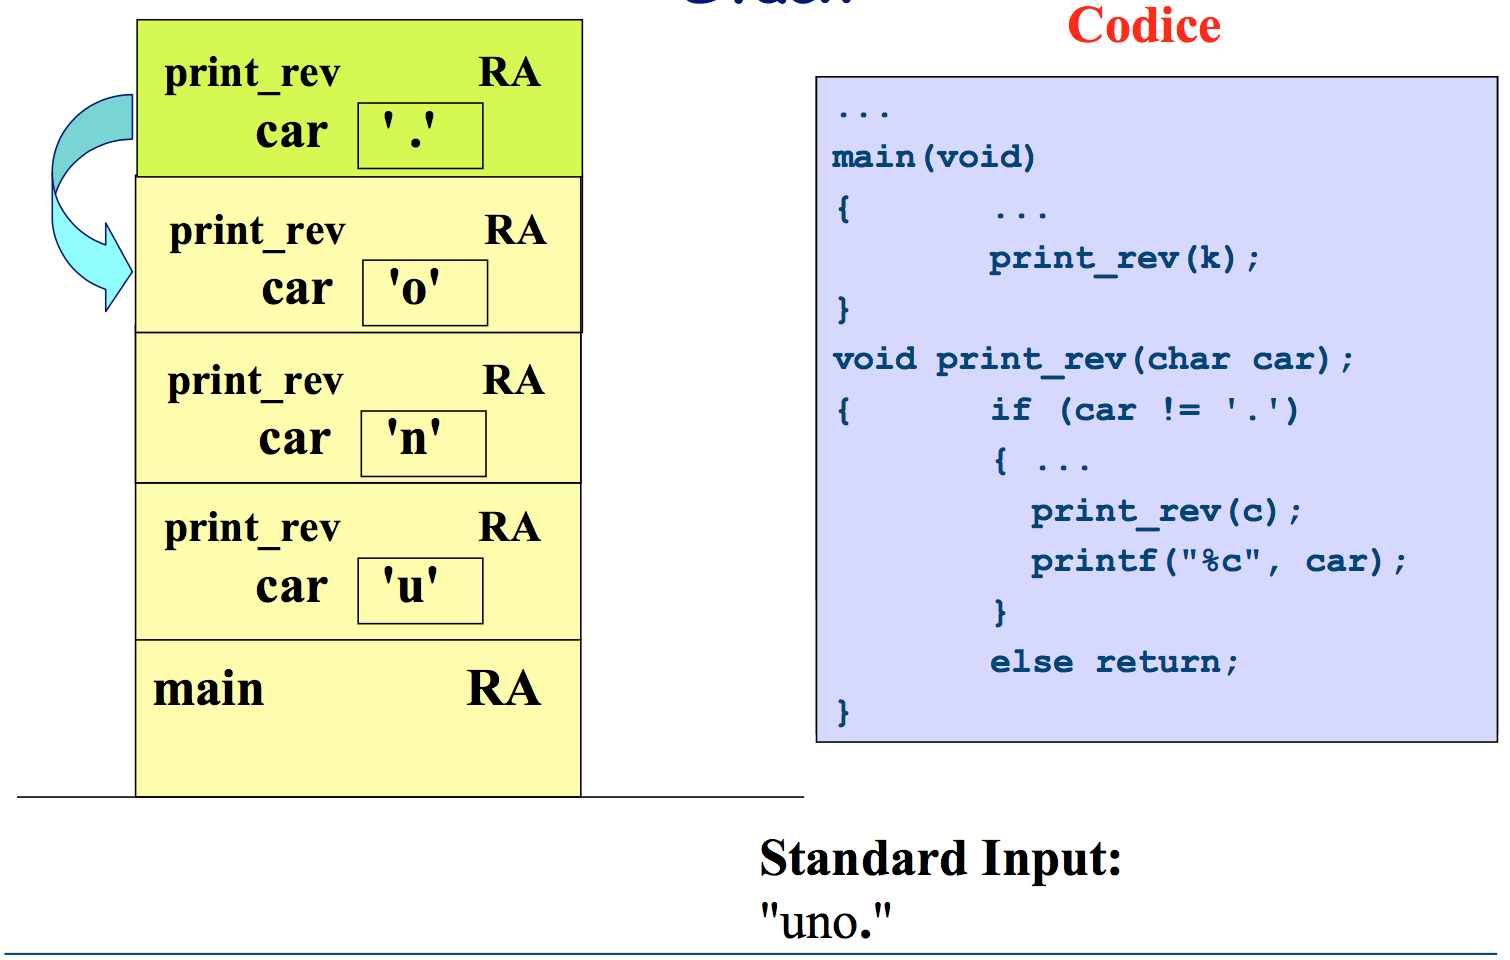 print_rev RA
car '.'
print_rev RA
car 'o'
print_rev RA
car 'n'
print_rev RA
car 'u'
main RA
Codice
...
main(void)
{ ...
print_rev(k);
}
void print_rev(char car);
{ if (car != '.')
{ ...
print_rev(c);
printf("%c", car);
}
else return;
}
Standard Input:
"uno."